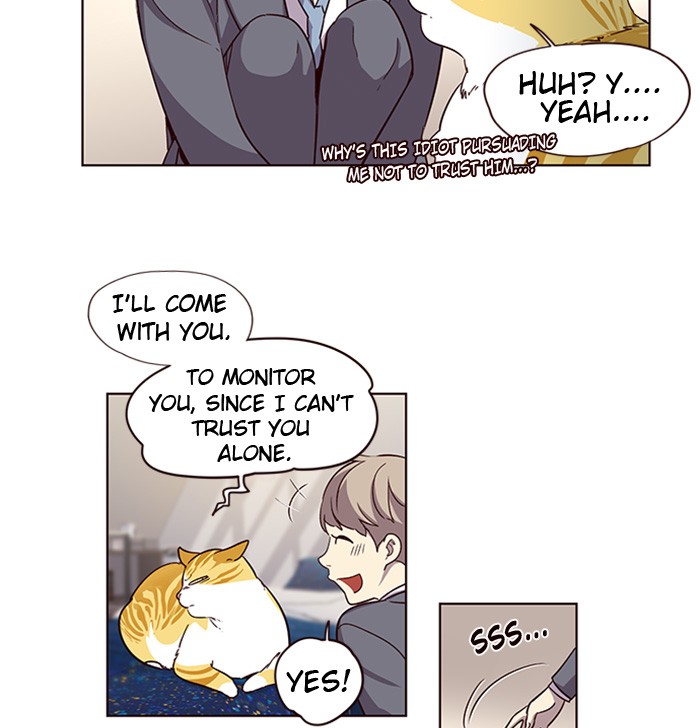 HUH? Y....
YEAH....
WHY'S THIS IDIOT PURSUADING
ME NOT TO TRUST HIM...?
I'LL COME
WITH YOU.
TO MONITOR
YOU, SINCE I CAN'T
TRUST YOU
ALONE.
YES!
SSS...